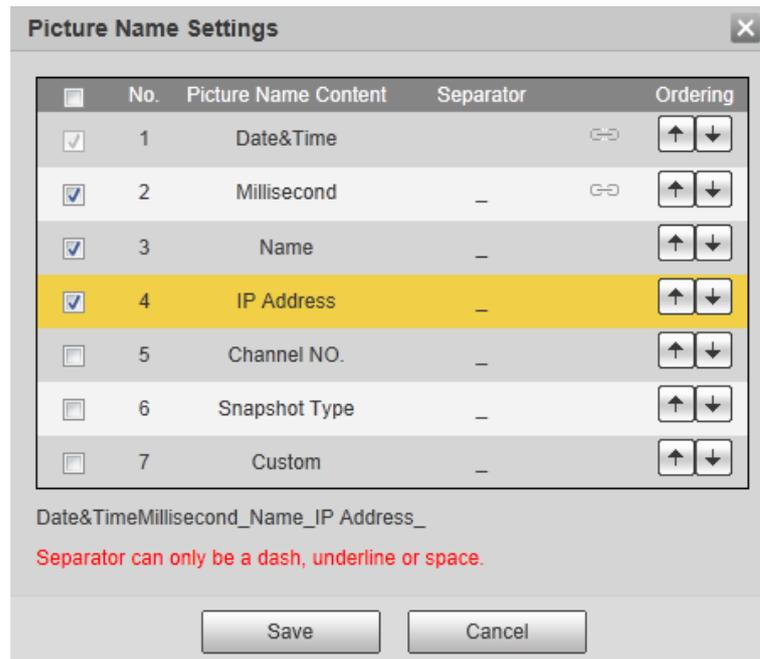 Picture Name Settings
No. Picture Name Content Separator Ordering
1 Date&Time
2 Millisecond _
3 Name _
4 IP Address _
5 Channel NO. _
6 Snapshot Type _
7 Custom _
Date&TimeMillisecond_Name_IP Address_
Separator can only be a dash, underline or space.
Save Cancel